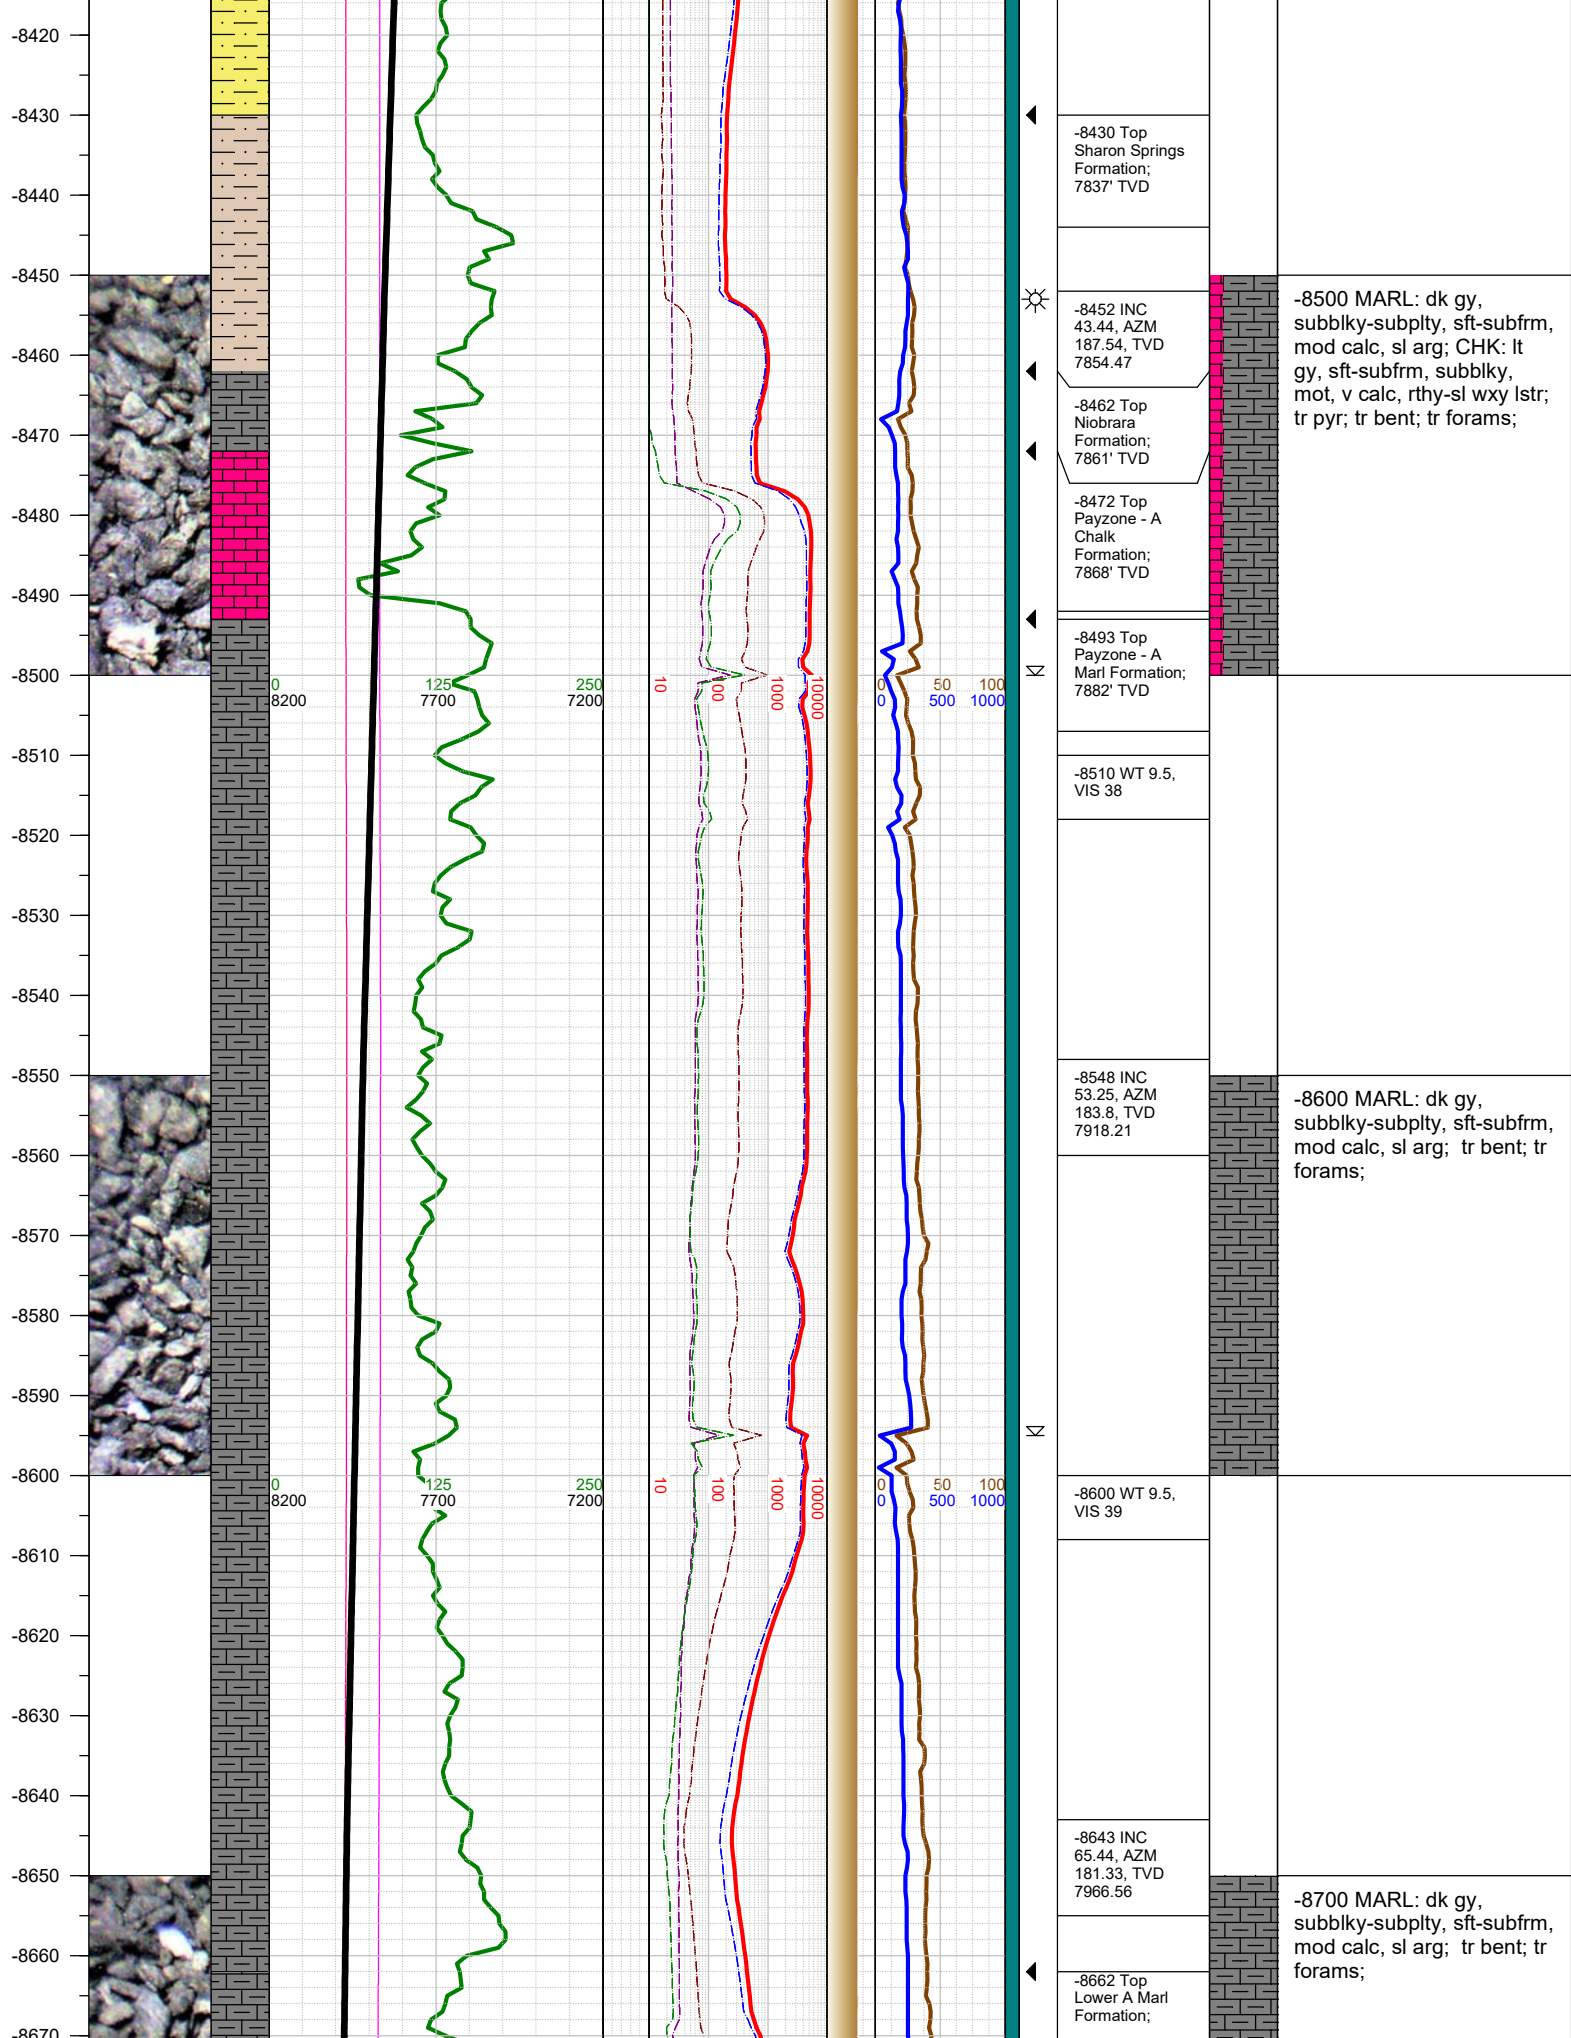 -8420
-8430
-8440
-8450
-8460
-8470
-8480
-8490
-8500
-8510
-8520
-8530
-8540
-8550
-8560
-8570
-8580
-8590
-8600
-8610
-8620
-8630
-8640
-8650
-8660
-8670
0 125 250
8200 7700 7200
10 100 1000 10000
0 50 100
0 500 1000
0 125 250
8200 7700 7200
10 100 1000 10000
0 50 100
0 500 1000
-8430 Top
Sharon Springs
Formation;
7837' TVD
-8452 INC
43.44, AZM
187.54, TVD
7854.47
-8462 Top
Niobrara
Formation;
7861' TVD
-8472 Top
Payzone - A
Chalk
Formation;
7868' TVD
-8493 Top
Payzone - A
Marl Formation;
7882' TVD
-8510 WT 9.5,
VIS 38
-8548 INC
53.25, AZM
183.8, TVD
7918.21
-8600 WT 9.5,
VIS 39
-8643 INC
65.44, AZM
181.33, TVD
7966.56
-8662 Top
Lower A Marl
Formation;
-8500 MARL: dk gy,
subblky-subplty, sft-subfrm,
mod calc, sl arg; CHK: lt
gy, sft-subfrm, subblky,
mot, v calc, rthy-sl wxy lstr;
tr pyr; tr bent; tr forams;
-8600 MARL: dk gy,
subblky-subplty, sft-subfrm,
mod calc, sl arg;  tr bent; tr
forams;
-8700 MARL: dk gy,
subblky-subplty, sft-subfrm,
mod calc, sl arg;  tr bent; tr
forams;